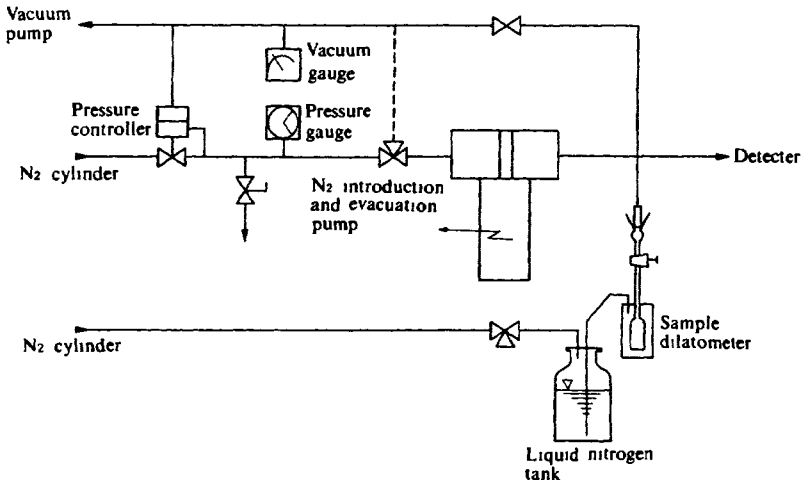 Vacuum
pump
Vacuum
gauge
Pressure
controller
Pressure
gauge
N2 cylinder
N2 introduction
and evacuation
pump
Detecter
N2 cylinder
Sample
dilatometer
Liquid nitrogen
tank